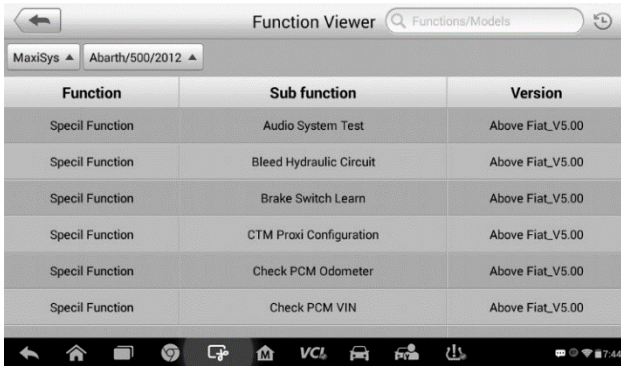 Function Viewer Functions/Models
MaxiSys ▲ Abarth/500/2012 ▲
Function Sub function Version
Specil Function Audio System Test Above Fiat_V5.00
Specil Function Bleed Hydraulic Circuit Above Fiat_V5.00
Specil Function Brake Switch Learn Above Fiat_V5.00
Specil Function CTM Proxi Configuration Above Fiat_V5.00
Specil Function Check PCM Odometer Above Fiat_V5.00
Specil Function Check PCM VIN Above Fiat_V5.00
M VCI 7:44